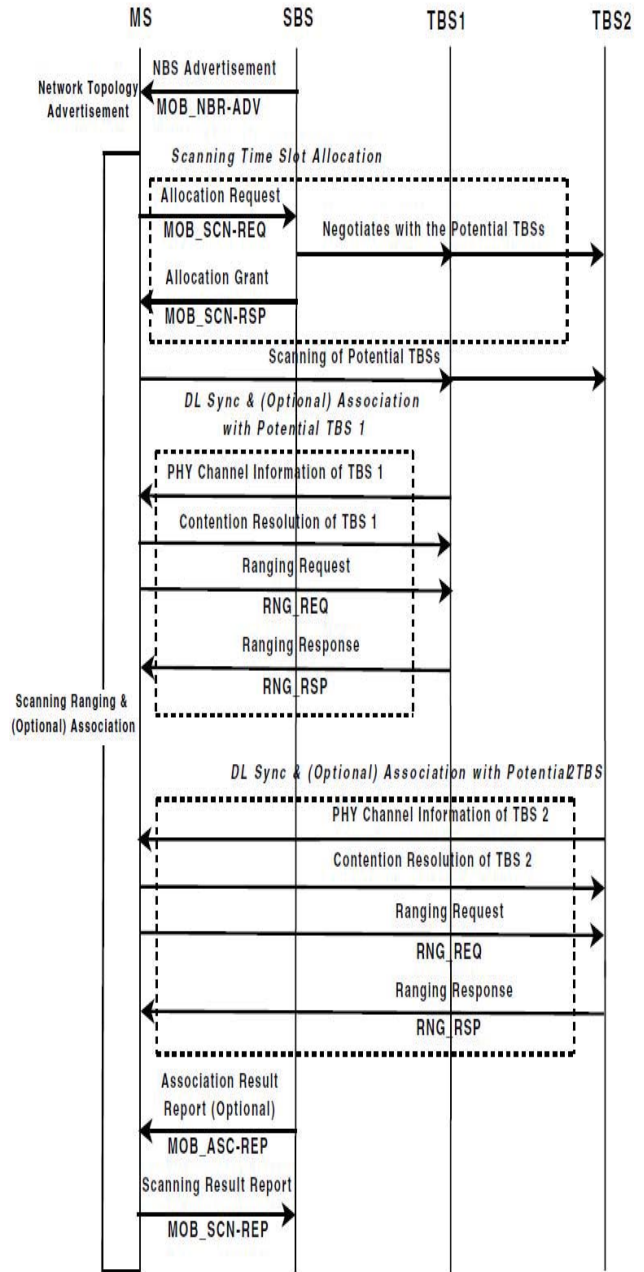 MS SBS TBS1 TBS2
NBS Advertisement
Network Topology
Advertisement
MOB_NBR-ADV
Scanning Time Slot Allocation
Allocation Request
MOB_SCN-REQ
Negotiates with the Potential TBSs
Allocation Grant
MOB_SCN-RSP
Scanning of Potential TBSs
DL Sync & (Optional) Association
with Potential TBS 1
PHY Channel Information of TBS 1
Contention Resolution of TBS 1
Ranging Request
RNG_REQ
Ranging Response
RNG_RSP
Scanning Ranging &
(Optional) Association
DL Sync & (Optional) Association with Potential2TBS
PHY Channel Information of TBS 2
Contention Resolution of TBS 2
Ranging Request
RNG_REQ
Ranging Response
RNG_RSP
Association Result
Report (Optional)
MOB_ASC-REP
Scanning Result Report
MOB_SCN-REP